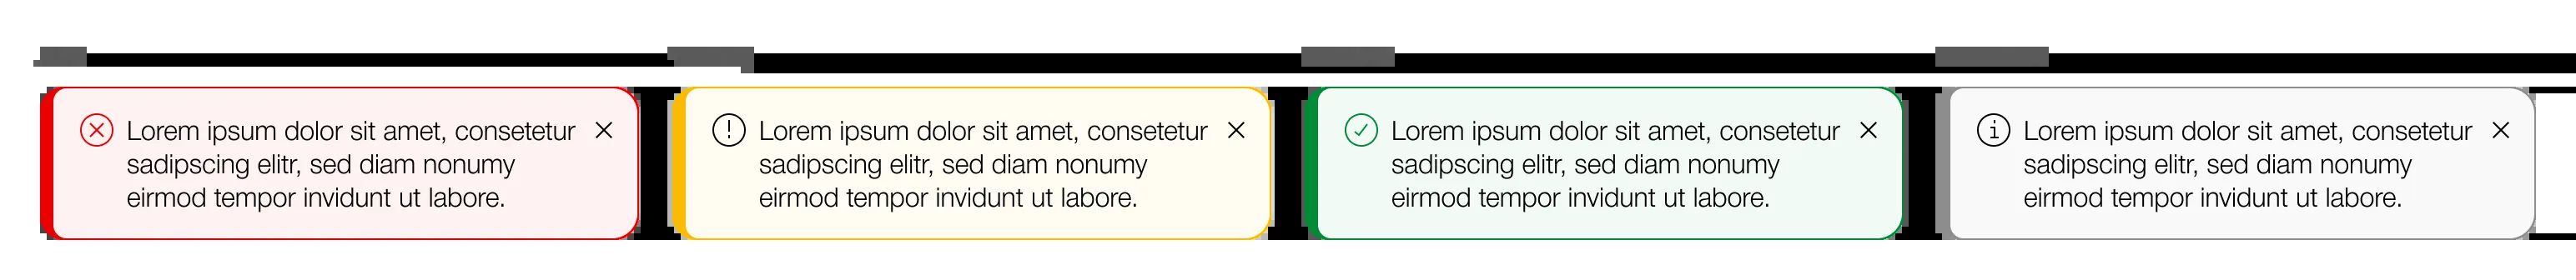 Lorem ipsum dolor sit amet, consetetur
sadipscing elitr, sed diam nonumy
eirmod tempor invidunt ut labore.
Lorem ipsum dolor sit amet, consetetur
sadipscing elitr, sed diam nonumy
eirmod tempor invidunt ut labore.
Lorem ipsum dolor sit amet, consetetur
sadipscing elitr, sed diam nonumy
eirmod tempor invidunt ut labore.
Lorem ipsum dolor sit amet, consetetur
sadipscing elitr, sed diam nonumy
eirmod tempor invidunt ut labore.